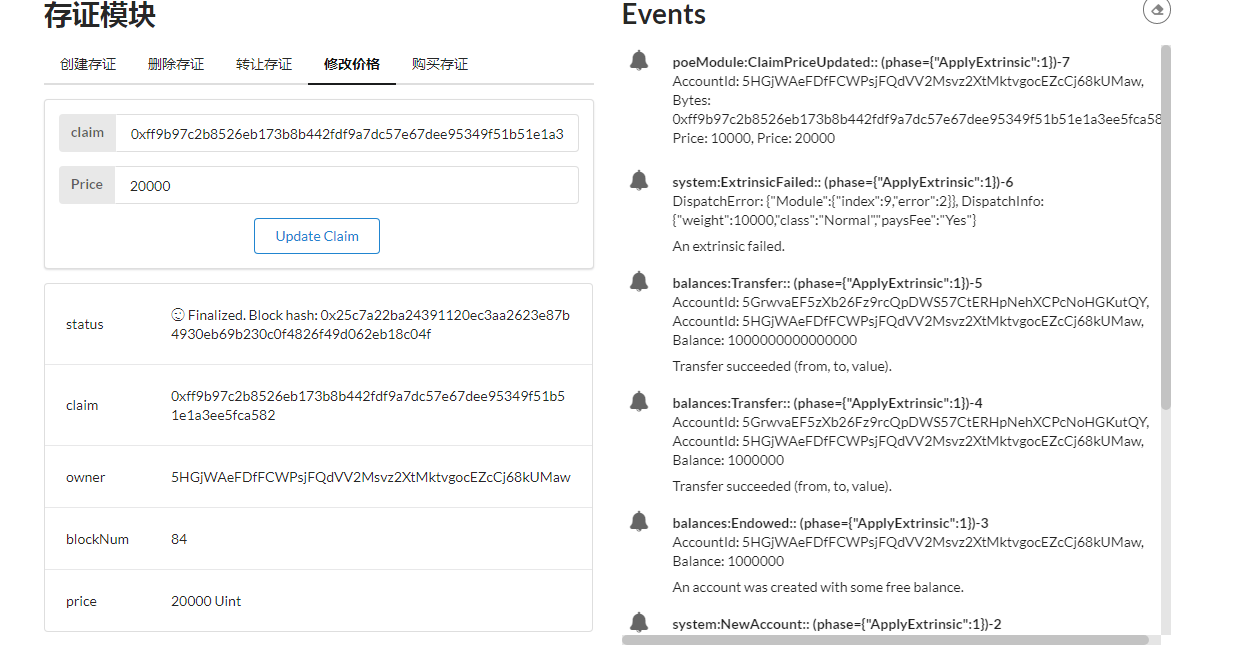 存证模块
创建存证 删除存证 转让存证 修改价格 购买存证
claim 0xff9b97c2b8526eb173b8b442fdf9a7dc57e67dee95349f51b51e1a3
Price 20000
Update Claim
status Finalized. Block hash: 0x25c7a22ba24391120ec3aa2623e87b
4930eb69b230c0f4826f49d062eb18c04f
claim 0xff9b97c2b8526eb173b8b442fdf9a7dc57e67dee95349f51b5
1e1a3ee5fca582
owner 5HGjWAeFDfFCWPsjFQdVV2Msvz2XtMktvgocEZcCj68kUMaw
blockNum 84
price 20000 Uint
Events
poeModule:ClaimPriceUpdated:: (phase={"ApplyExtrinsic":1})-7
AccountId: 5HGjWAeFDfFCWPsjFQdVV2Msvz2XtMktvgocEZcCj68kUMaw,
Bytes:
0xff9b97c2b8526eb173b8b442fdf9a7dc57e67dee95349f51b51e1a3ee5fca58
Price: 10000, Price: 20000
system:ExtrinsicFailed:: (phase={"ApplyExtrinsic":1})-6
DispatchError: {"Module":{"index":9,"error":2}}, DispatchInfo:
{"weight":10000,"class":"Normal","paysFee":"Yes"}
An extrinsic failed.
balances:Transfer:: (phase={"ApplyExtrinsic":1})-5
AccountId: 5GrwvaEF5zXb26Fz9rcQpDWS57CtERHpNehXCPcNoHGKutQY,
AccountId: 5HGjWAeFDfFCWPsjFQdVV2Msvz2XtMktvgocEZcCj68kUMaw,
Balance: 1000000000000000
Transfer succeeded (from, to, value).
balances:Transfer:: (phase={"ApplyExtrinsic":1})-4
AccountId: 5GrwvaEF5zXb26Fz9rcQpDWS57CtERHpNehXCPcNoHGKutQY,
AccountId: 5HGjWAeFDfFCWPsjFQdVV2Msvz2XtMktvgocEZcCj68kUMaw,
Balance: 1000000
Transfer succeeded (from, to, value).
balances:Endowed:: (phase={"ApplyExtrinsic":1})-3
AccountId: 5HGjWAeFDfFCWPsjFQdVV2Msvz2XtMktvgocEZcCj68kUMaw,
Balance: 1000000
An account was created with some free balance.
system:NewAccount:: (phase={"ApplyExtrinsic":1})-2